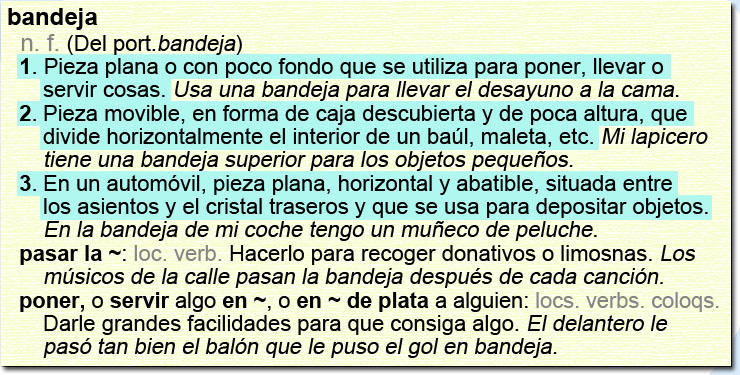 bandeja
n. f. (Del port.bandeja)
1. Pieza plana o con poco fondo que se utiliza para poner, llevar o
servir cosas. Usa una bandeja para llevar el desayuno a la cama.
2. Pieza movible, en forma de caja descubierta y de poca altura, que
divide horizontalmente el interior de un baúl, maleta, etc. Mi lapicero
tiene una bandeja superior para los objetos pequeños.
3. En un automóvil, pieza plana, horizontal y abatible, situada entre
los asientos y el cristal traseros y que se usa para depositar objetos.
En la bandeja de mi coche tengo un muñeco de peluche.
pasar la ~: loc. verb. Hacerlo para recoger donativos o limosnas. Los
músicos de la calle pasan la bandeja después de cada canción.
poner, o servir algo en ~, o en ~ de plata a alguien: locs. verbs. coloqs.
Darle grandes facilidades para que consiga algo. El delantero le
pasó tan bien el balón que le puso el gol en bandeja.